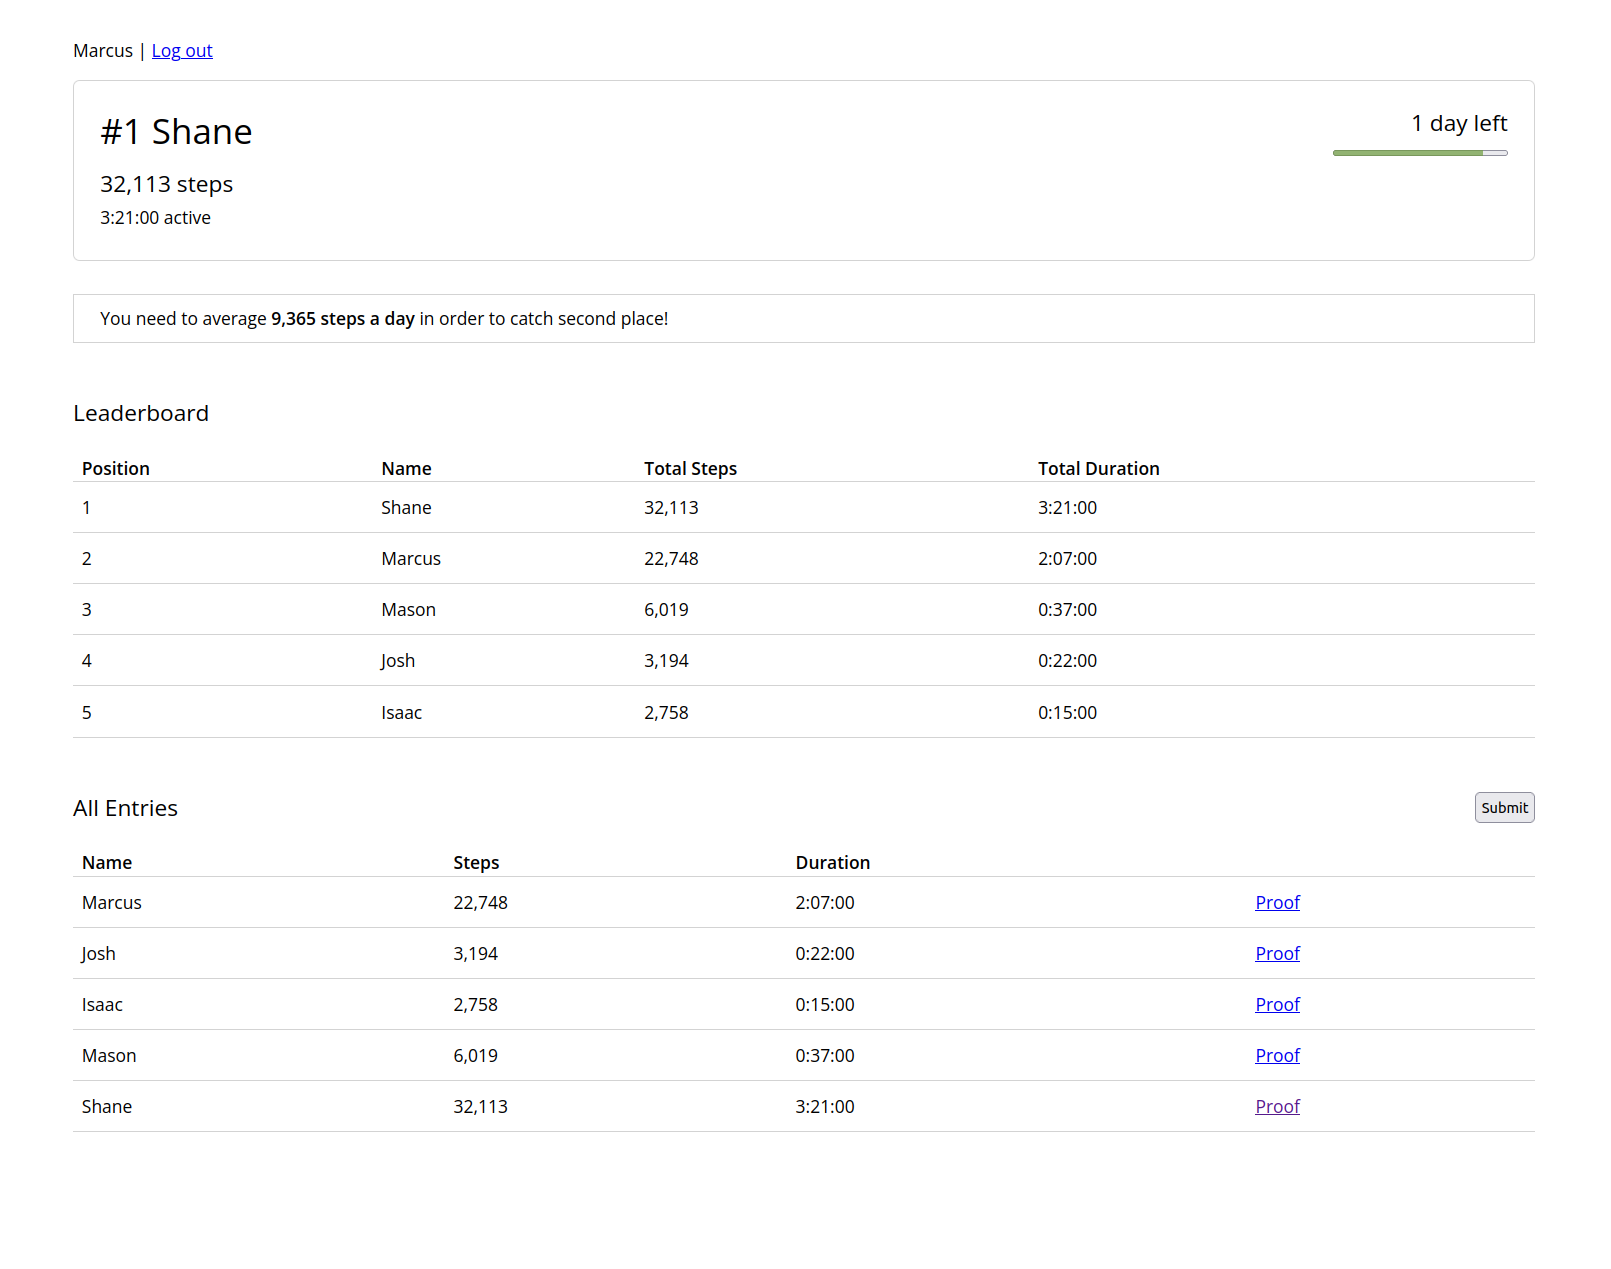 Marcus | Log out
#1 Shane
1 day left
32,113 steps
3:21:00 active
You need to average 9,365 steps a day in order to catch second place!
Leaderboard
Position Name Total Steps Total Duration
1 Shane 32,113 3:21:00
2 Marcus 22,748 2:07:00
3 Mason 6,019 0:37:00
4 Josh 3,194 0:22:00
5 Isaac 2,758 0:15:00
All Entries Submit
Name Steps Duration
Marcus 22,748 2:07:00 Proof
Josh 3,194 0:22:00 Proof
Isaac 2,758 0:15:00 Proof
Mason 6,019 0:37:00 Proof
Shane 32,113 3:21:00 Proof